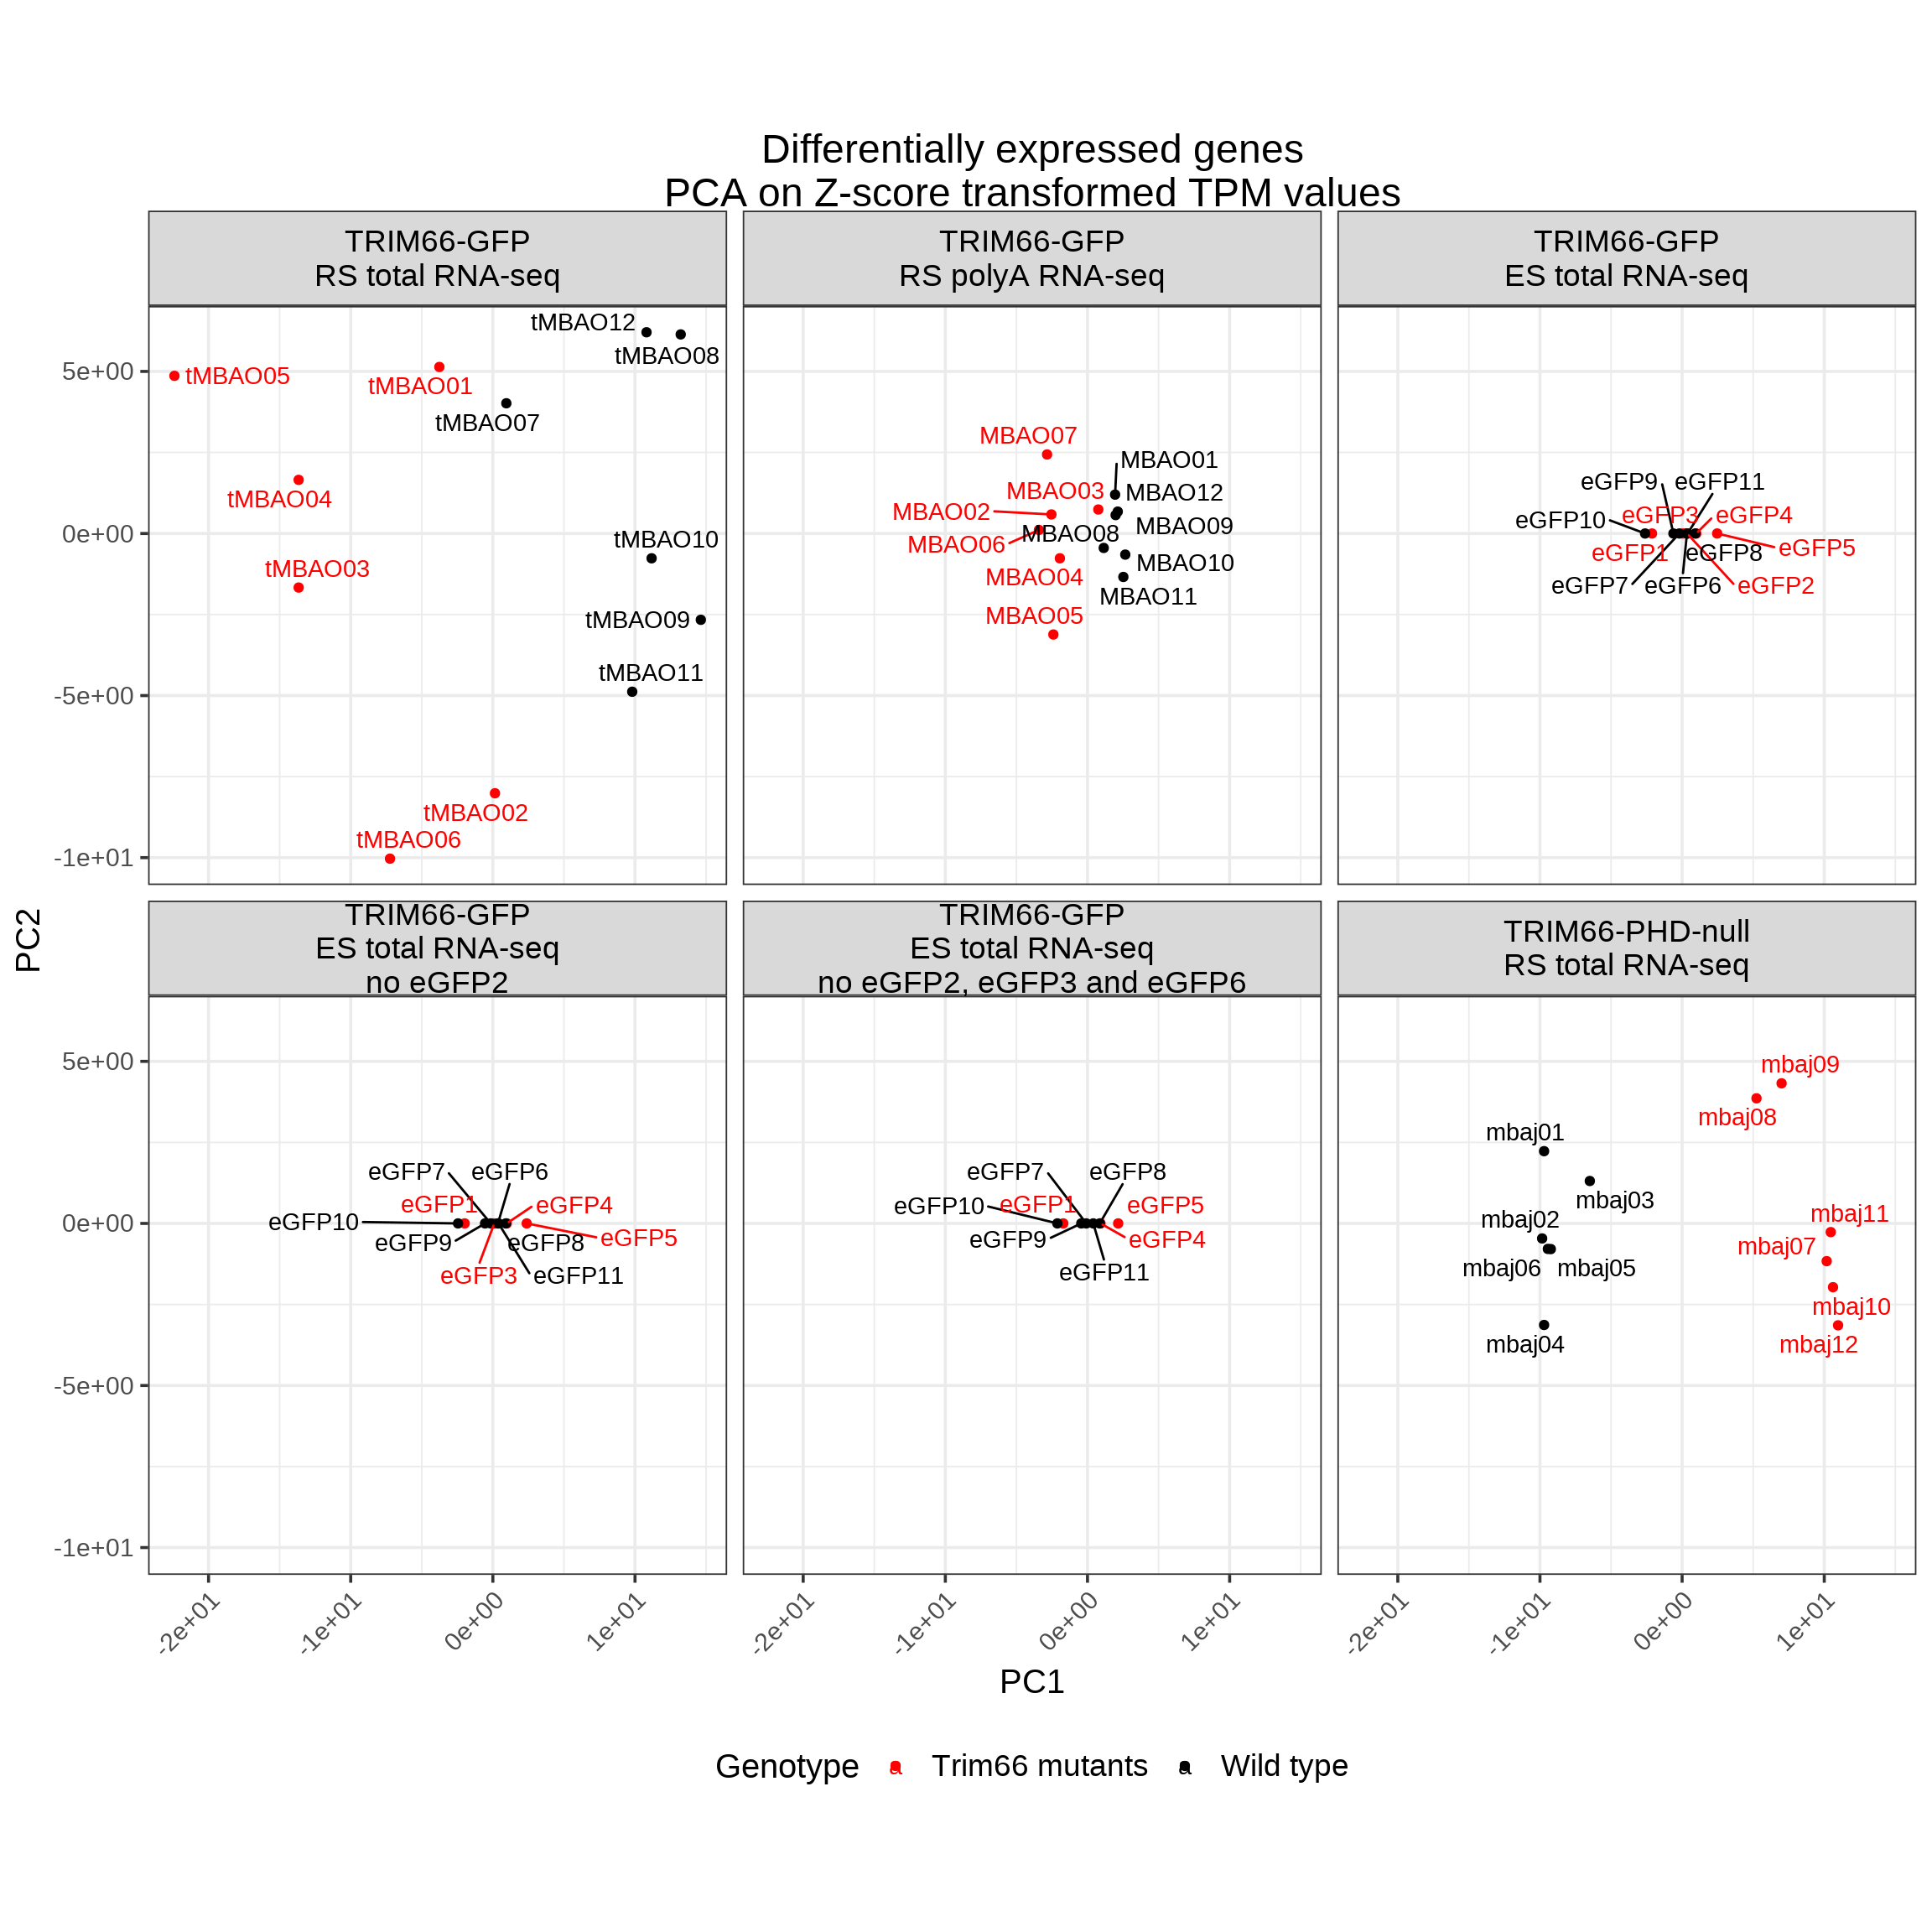 Differentially expressed genes
PCA on Z-score transformed TPM values
TRIM66-GFP
RS total RNA-seq
TRIM66-GFP
RS polyA RNA-seq
TRIM66-GFP
ES total RNA-seq
tMBAO12
tMBAO08
tMBAO05
tMBAO01
tMBAO07
tMBAO04
tMBAO10
tMBAO03
tMBAO09
tMBAO11
tMBAO02
tMBAO06
MBAO07
MBAO01
MBAO03
MBAO12
MBAO02
MBAO08
MBAO09
MBAO06
MBAO10
MBAO04
MBAO11
MBAO05
eGFP9
eGFP11
eGFP10
eGFP3
eGFP4
eGFP1
eGFP8
eGFP5
eGFP7
eGFP6
eGFP2
5e+00
0e+00
-5e+00
-1e+01
PC2
TRIM66-GFP
ES total RNA-seq
no eGFP2
TRIM66-GFP
ES total RNA-seq
no eGFP2, eGFP3 and eGFP6
TRIM66-PHD-null
RS total RNA-seq
eGFP7
eGFP6
eGFP1
eGFP4
eGFP10
eGFP9
eGFP8
eGFP5
eGFP3
eGFP11
eGFP7
eGFP8
eGFP10
eGFP1
eGFP5
eGFP9
eGFP4
eGFP11
mbaj09
mbaj08
mbaj01
mbaj03
mbaj02
mbaj11
mbaj07
mbaj06
mbaj05
mbaj10
mbaj04
mbaj12
5e+00
0e+00
-5e+00
-1e+01
-2e+01
-1e+01
0e+00
1e+01
-2e+01
-1e+01
0e+00
1e+01
-2e+01
-1e+01
0e+00
1e+01
PC1
Genotype a Trim66 mutants a Wild type